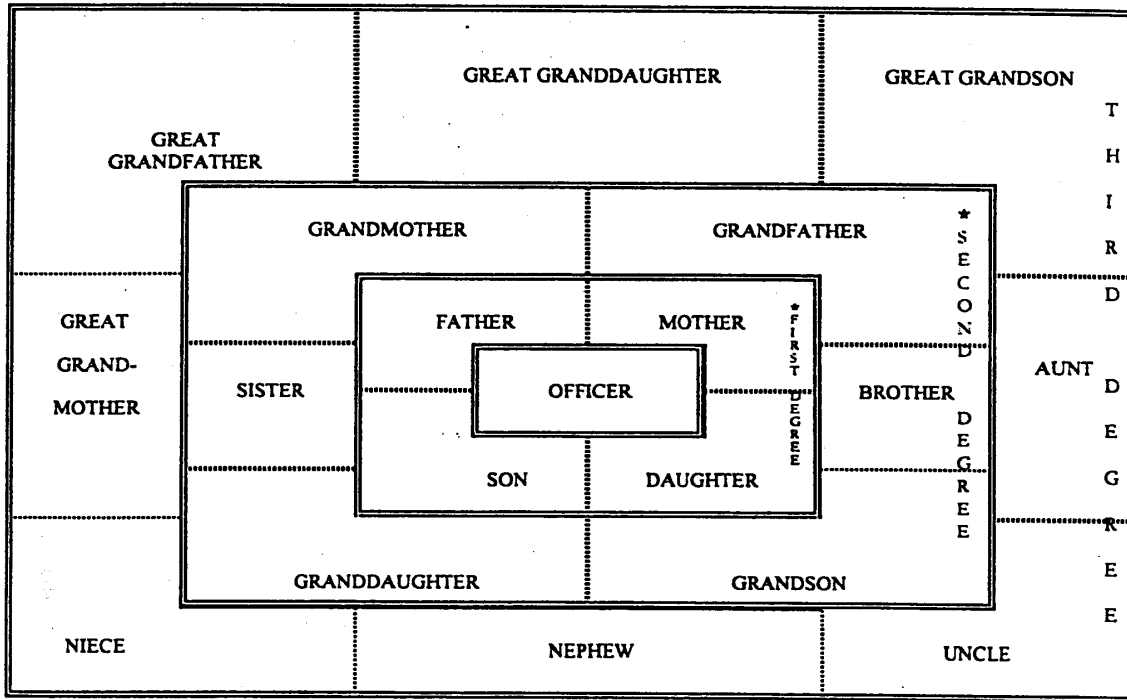 GREAT GRANDDAUGHTER
GREAT GRANDSON
GREAT
GRANDFATHER
THIRD DEGREE
GRANDMOTHER
GRANDFATHER
*SECOND DEGREE
GREAT
GRAND-
MOTHER
FATHER
MOTHER
*FIRST DEGREE
SISTER
OFFICER
BROTHER
AUNT
SON
DAUGHTER
GRANDDAUGHTER
GRANDSON
NIECE
NEPHEW
UNCLE